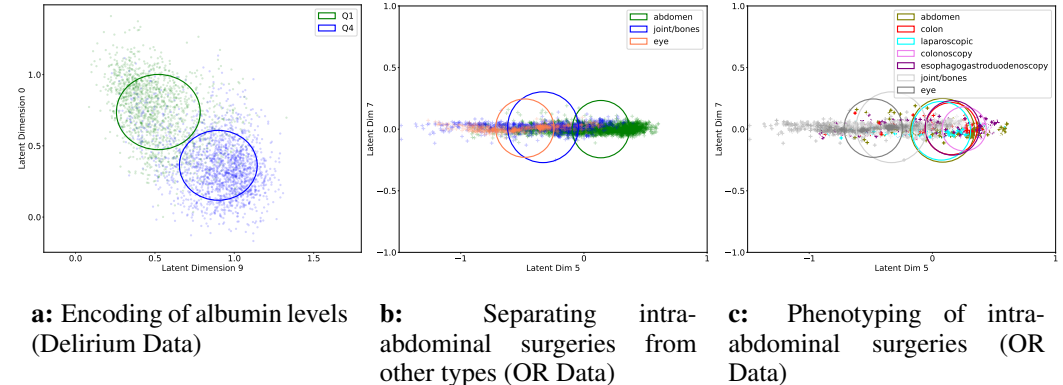 Q1
Q4
1.0
0.5
0.0
Latent Dimension 0
0.0
0.5
1.0
1.5
Latent Dimension 9
abdomen
joint/bones
eye
1.0
0.5
0.0
−0.5
−1.0
Latent Dim 7
−1
0
1
Latent Dim 5
abdomen
colon
laparoscopic
colonoscopy
esophagogastroduodenoscopy
joint/bones
eye
1.0
0.5
0.0
−0.5
−1.0
Latent Dim 7
−1
0
1
Latent Dim 5
a: Encoding of albumin levels
(Delirium Data)
b: Separating intra-
abdominal surgeries from
other types (OR Data)
c: Phenotyping of intra-
abdominal surgeries (OR
Data)